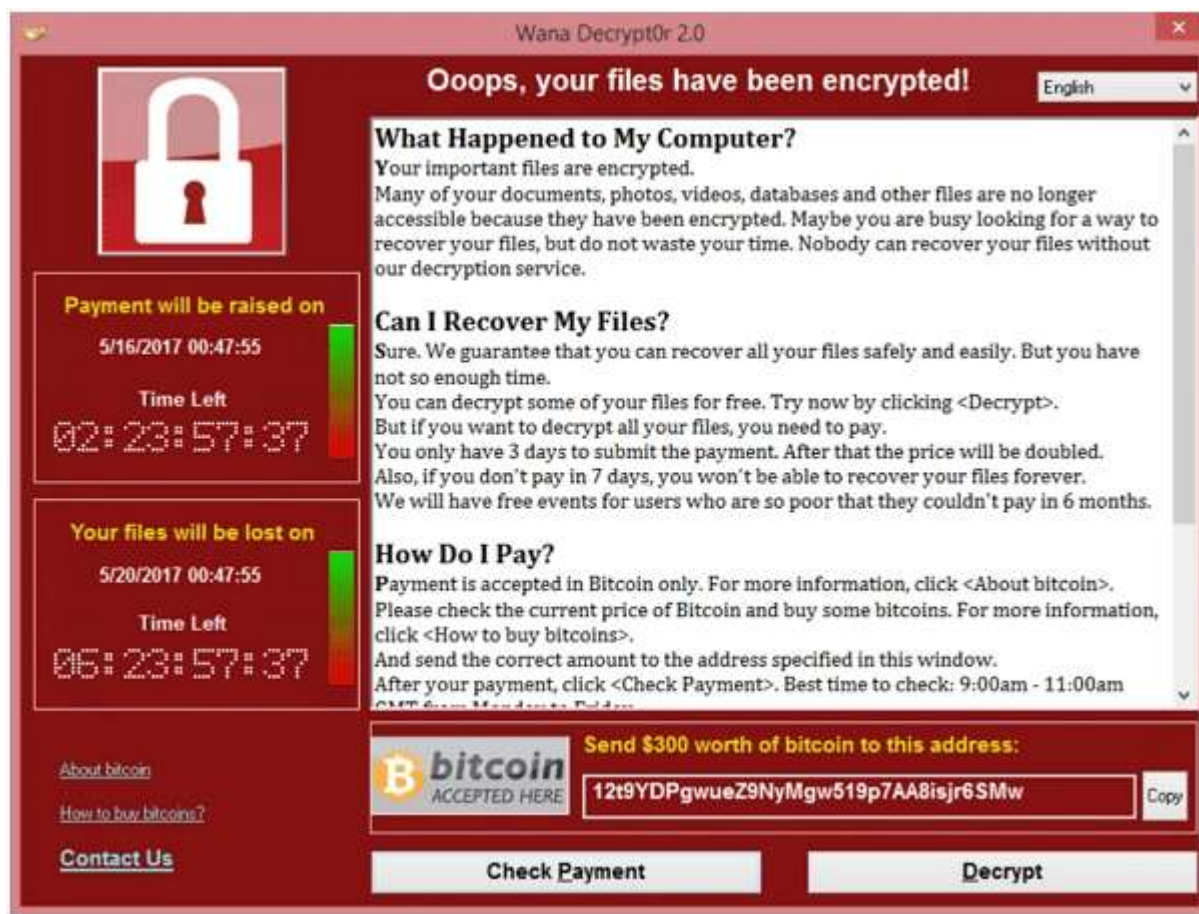 Wana Decrypt0r 2.0
Ooops, your files have been encrypted!
English
What Happened to My Computer?
Your important files are encrypted.
Many of your documents, photos, videos, databases and other files are no longer
accessible because they have been encrypted. Maybe you are busy looking for a way to
recover your files, but do not waste your time. Nobody can recover your files without
our decryption service.
Can I Recover My Files?
Sure. We guarantee that you can recover all your files safely and easily. But you have
not so enough time.
You can decrypt some of your files for free. Try now by clicking <Decrypt>.
But if you want to decrypt all your files, you need to pay.
You only have 3 days to submit the payment. After that the price will be doubled.
Also, if you don't pay in 7 days, you won't be able to recover your files forever.
We will have free events for users who are so poor that they couldn't pay in 6 months.
How Do I Pay?
Payment is accepted in Bitcoin only. For more information, click <About bitcoin>.
Please check the current price of Bitcoin and buy some bitcoins. For more information,
click <How to buy bitcoins>.
And send the correct amount to the address specified in this window.
After your payment, click <Check Payment>. Best time to check: 9:00am - 11:00am
GMT from Monday to Friday.
Payment will be raised on
5/16/2017 00:47:55
Time Left
02:23:57:37
Your files will be lost on
5/20/2017 00:47:55
Time Left
06:23:57:37
About bitcoin
How to buy bitcoins?
Contact Us
bitcoin
ACCEPTED HERE
Send $300 worth of bitcoin to this address:
12t9YDPgwueZ9NyMgw519p7AA8isjr6SMw
Copy
Check Payment
Decrypt